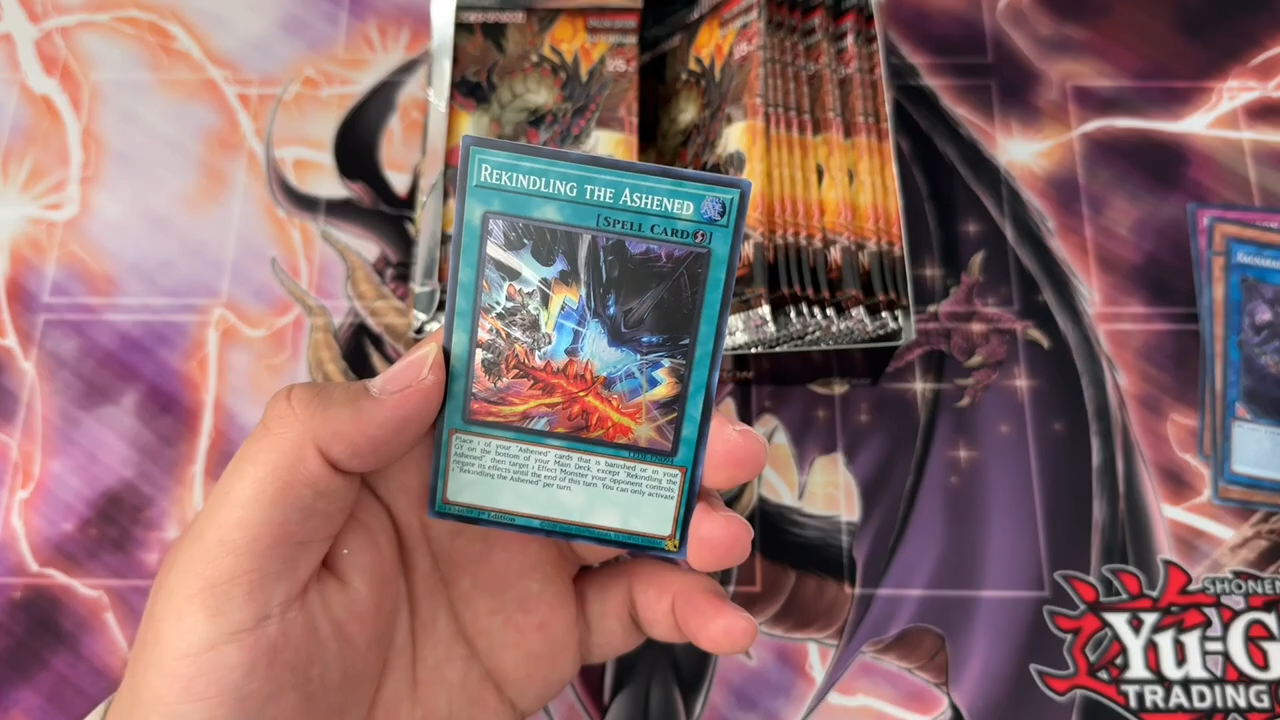 REKINDLING THE ASHENED
[SPELL CARD]
LEDE-EN094
Place 1 of your "Ashened" cards that is banished or in your
GY on the bottom of your Main Deck, except "Rekindling the
Ashened", then target 1 Effect Monster your opponent controls;
negate its effects until the end of this turn. You can only activate
1 "Rekindling the Ashened" per turn.
1st Edition
SHONEN
YU-G
TRADING